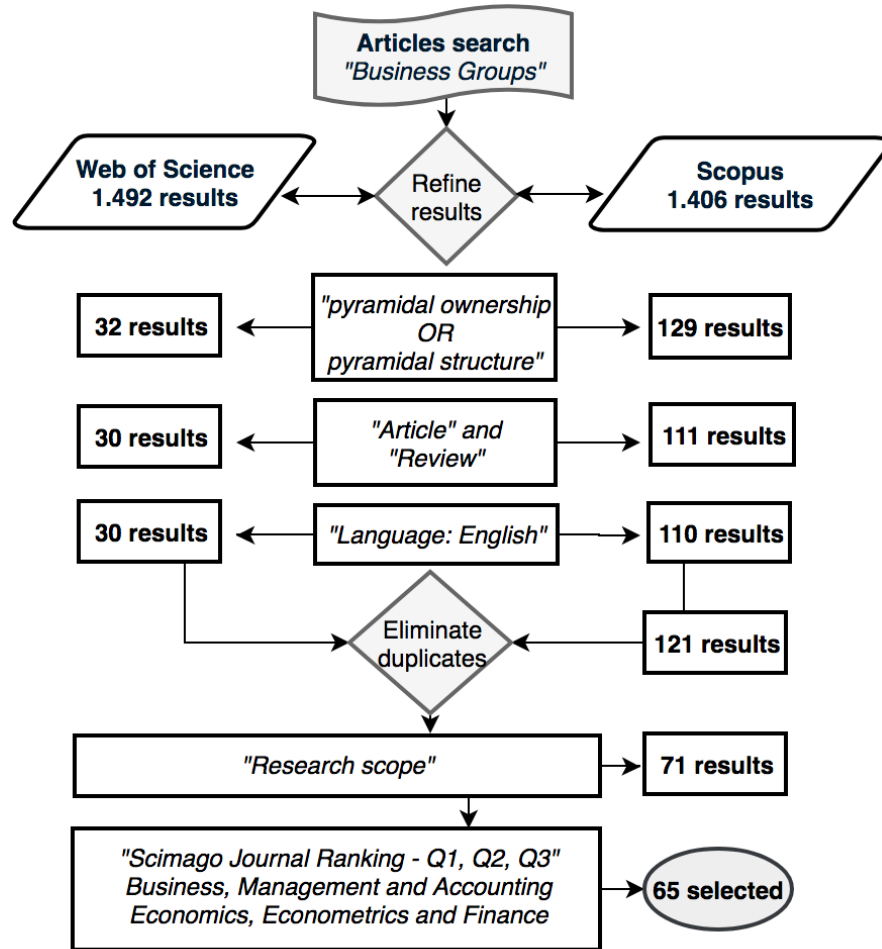 Articles search
"Business Groups"
Web of Science
1.492 results
Refine
results
Scopus
1.406 results
32 results
"pyramidal ownership
OR
pyramidal structure"
129 results
30 results
"Article" and
"Review"
111 results
30 results
"Language: English"
110 results
Eliminate
duplicates
121 results
"Research scope"
71 results
"Scimago Journal Ranking - Q1, Q2, Q3"
Business, Management and Accounting
Economics, Econometrics and Finance
65 selected